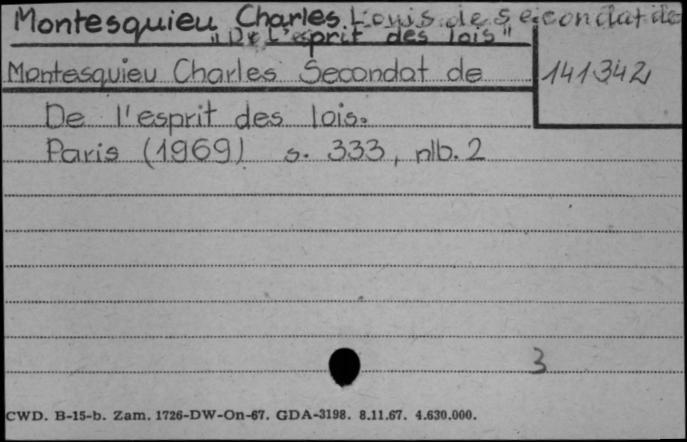 Montesquieu Charles Louis de Secondat de
"De l'esprit des lois"
Montesquieu Charles Secondat de
141342
De l'esprit des lois.
Paris (1969) s. 333, nlb. 2
3
CWD. B-15-b. Zam. 1726-DW-On-67. GDA-3198. 8.11.67. 4.630.000.